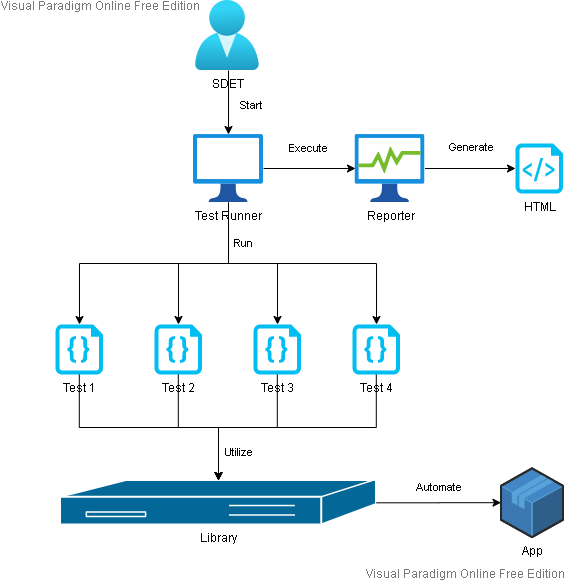 Visual Paradigm Online Free Edition
SDET
Start
Execute
Generate
</>
Test Runner
Reporter
HTML
Run
{}
{}
{}
{}
Test 1
Test 2
Test 3
Test 4
Utilize
Automate
Library
App
Visual Paradigm Online Free Edition